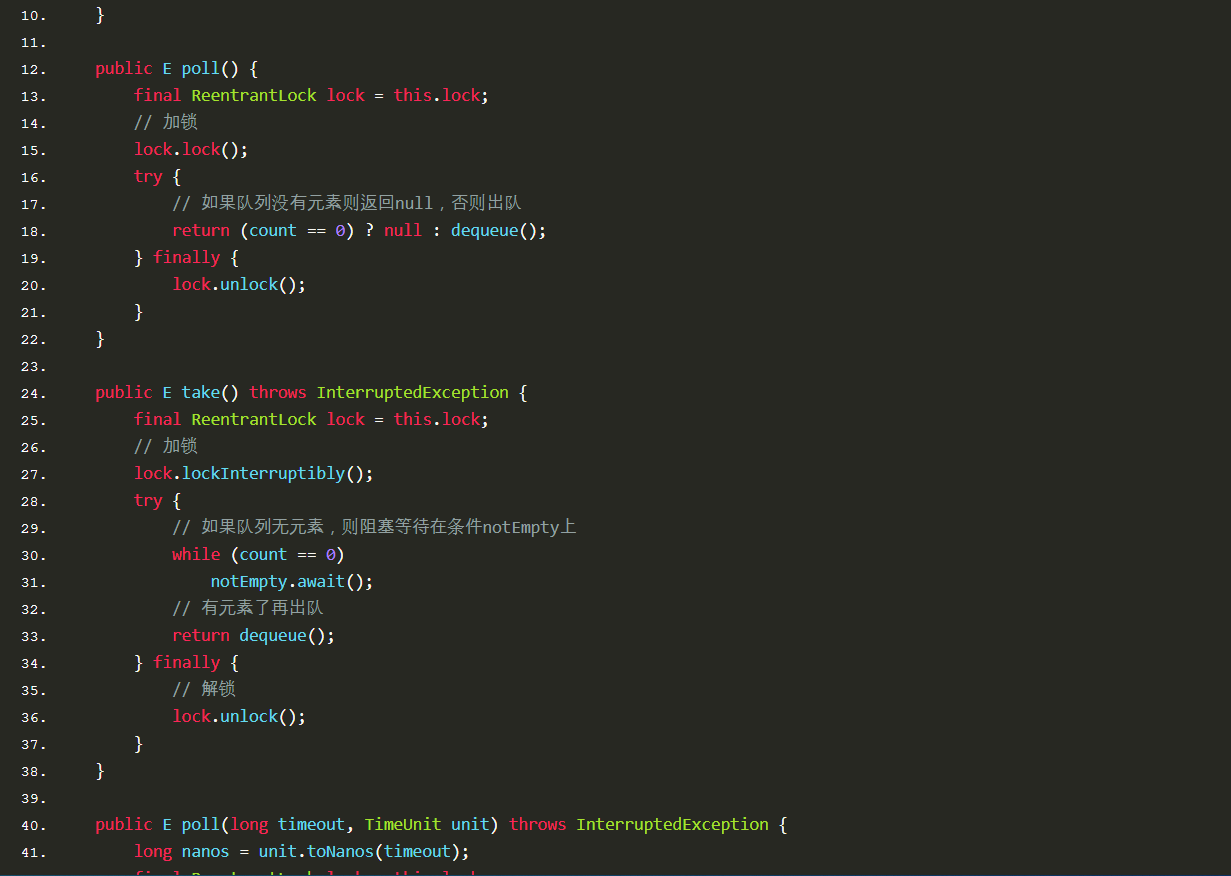 10.     }
11.
12.     public E poll() {
13.         final ReentrantLock lock = this.lock;
14.         // 加锁
15.         lock.lock();
16.         try {
17.             // 如果队列没有元素则返回null，否则出队
18.             return (count == 0) ? null : dequeue();
19.         } finally {
20.             lock.unlock();
21.         }
22.     }
23.
24.     public E take() throws InterruptedException {
25.         final ReentrantLock lock = this.lock;
26.         // 加锁
27.         lock.lockInterruptibly();
28.         try {
29.             // 如果队列无元素，则阻塞等待在条件notEmpty上
30.             while (count == 0)
31.                 notEmpty.await();
32.             // 有元素了再出队
33.             return dequeue();
34.         } finally {
35.             // 解锁
36.             lock.unlock();
37.         }
38.     }
39.
40.     public E poll(long timeout, TimeUnit unit) throws InterruptedException {
41.         long nanos = unit.toNanos(timeout);